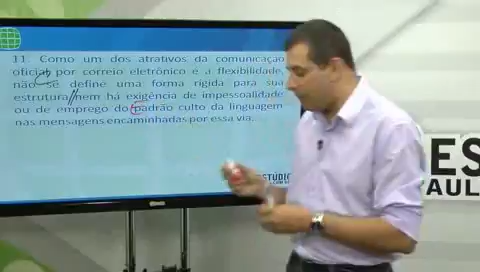 11. Como um dos atrativos da comunicação
oficial por correio eletrônico é a flexibilidade,
não se define uma forma rígida para sua
estrutura nem há exigência de impessoalidade
ou de emprego do padrão culto da linguagem
nas mensagens encaminhadas por essa via.
ESTÚDIO
ES
PAUL